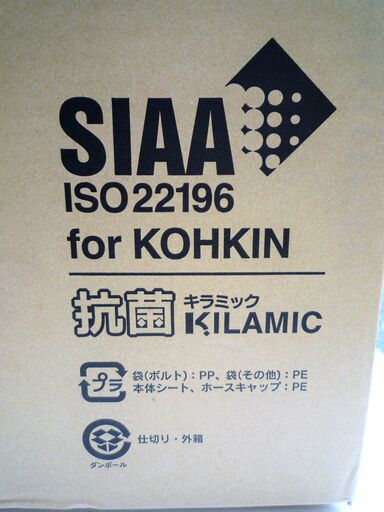 SIAA
ISO 22196
for KOHKIN
抗菌 キラミック
KILAMIC
プラ 袋(ボルト):PP、袋(その他):PE
本体シート、ホースキャップ:PE
仕切り・外箱
ダンボール